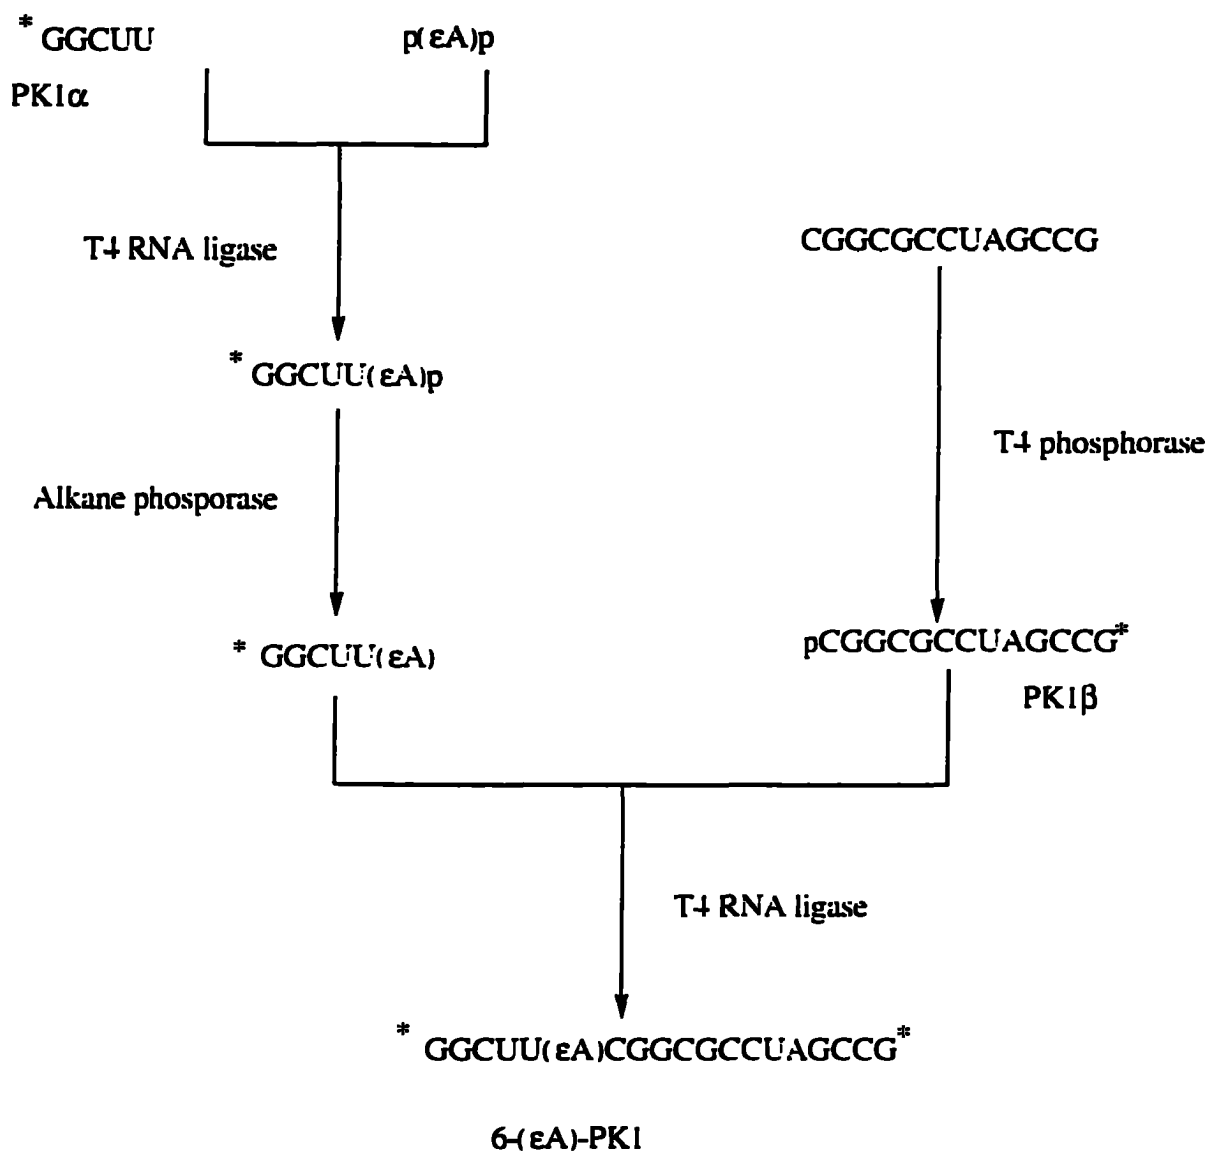 * GGCUU
p(εA)p
PK1α
T4 RNA ligase
CGGCGCCUAGCCG
* GGCUU(εA)p
T4 phosphorase
Alkane phosporase
* GGCUU(εA)
pCGGCGCCUAGCCG*
PK1β
T4 RNA ligase
* GGCUU(εA)CGGCGCCUAGCCG*
6-(εA)-PK1